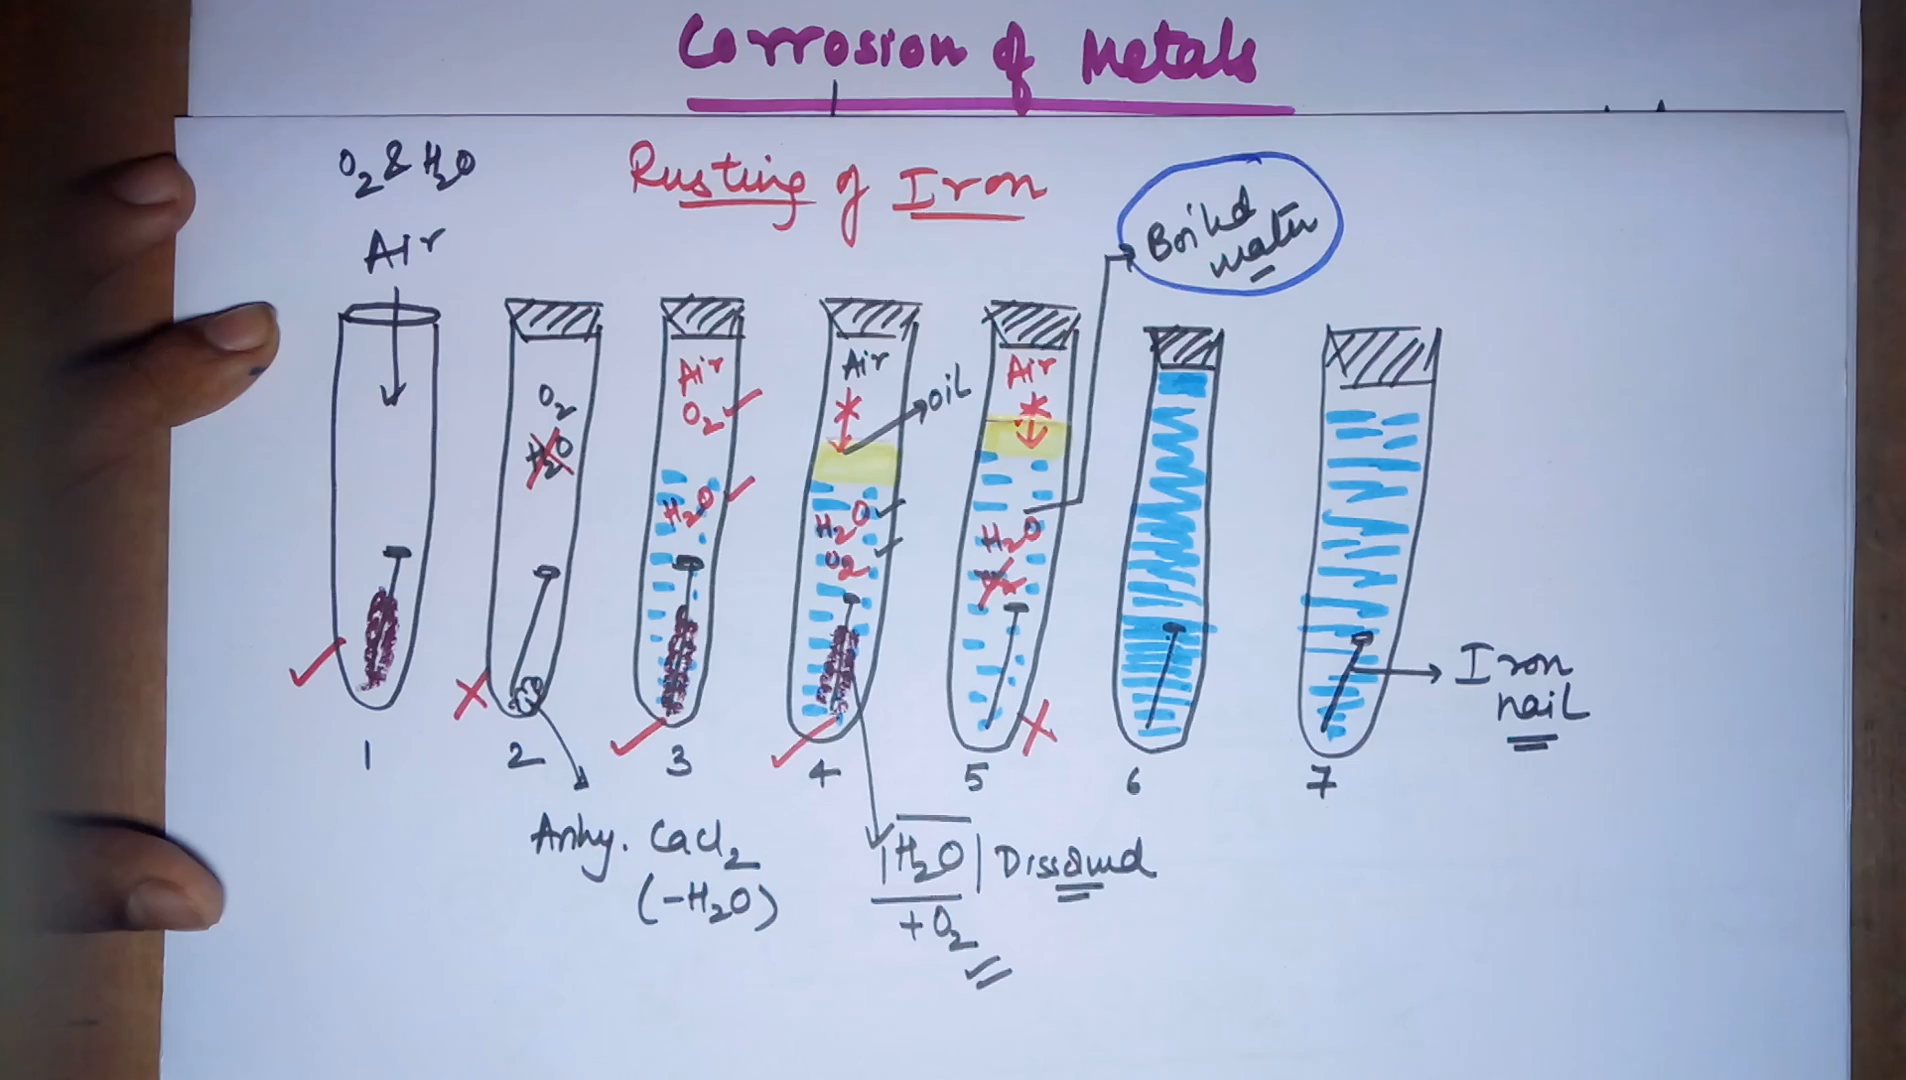 Corrosion of Metals
O₂ & H₂O
Rusting of Iron
Air
Boiled
water
Air
O₂
H₂O
Air
oil
H₂O
O₂
Air
H₂O
O₂
H₂O
Iron
nail
1
2
3
4
5
6
7
Anhy. CaCl₂
(-H₂O)
H₂O Dissolved
+ O₂